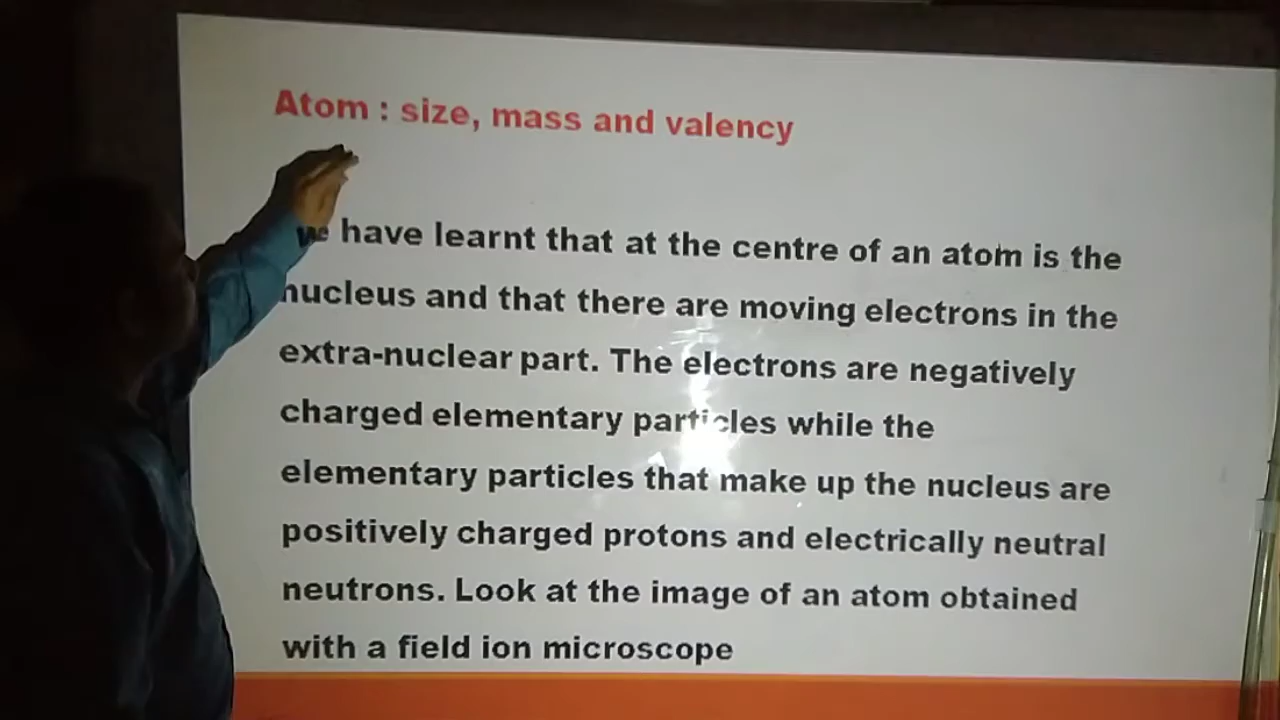 Atom : size, mass and valency
we have learnt that at the centre of an atom is the
nucleus and that there are moving electrons in the
extra-nuclear part. The electrons are negatively
charged elementary particles while the
elementary particles that make up the nucleus are
positively charged protons and electrically neutral
neutrons. Look at the image of an atom obtained
with a field ion microscope